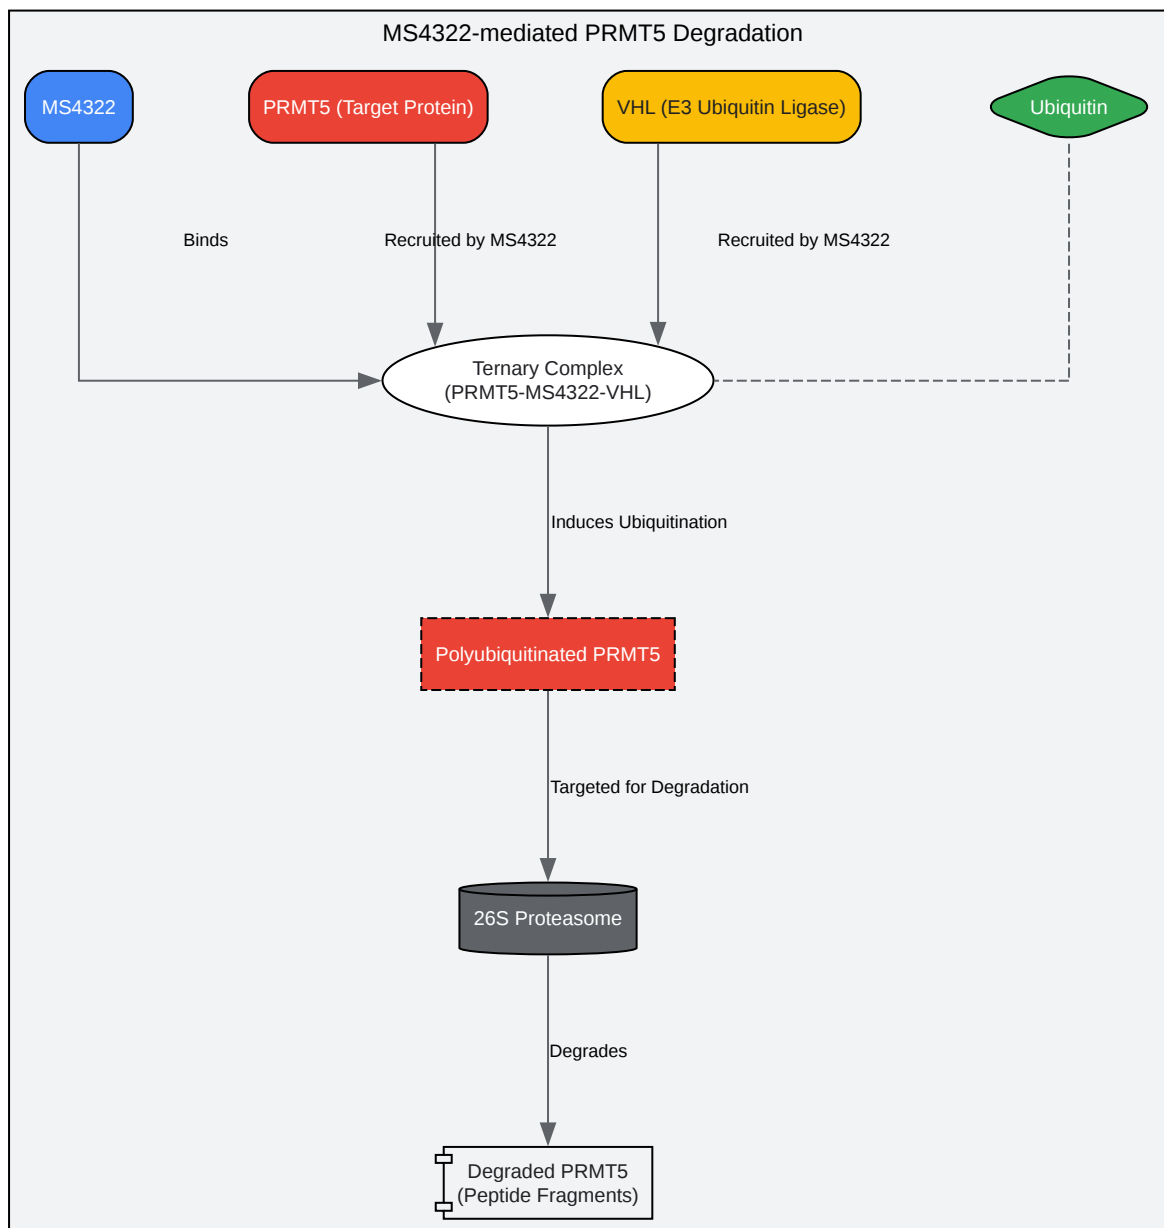 MS4322-mediated PRMT5 Degradation
MS4322
PRMT5 (Target Protein)
VHL (E3 Ubiquitin Ligase)
Ubiquitin
Binds
Recruited by MS4322
Recruited by MS4322
Ternary Complex
(PRMT5-MS4322-VHL)
Induces Ubiquitination
Polyubiquitinated PRMT5
Targeted for Degradation
26S Proteasome
Degrades
Degraded PRMT5
(Peptide Fragments)